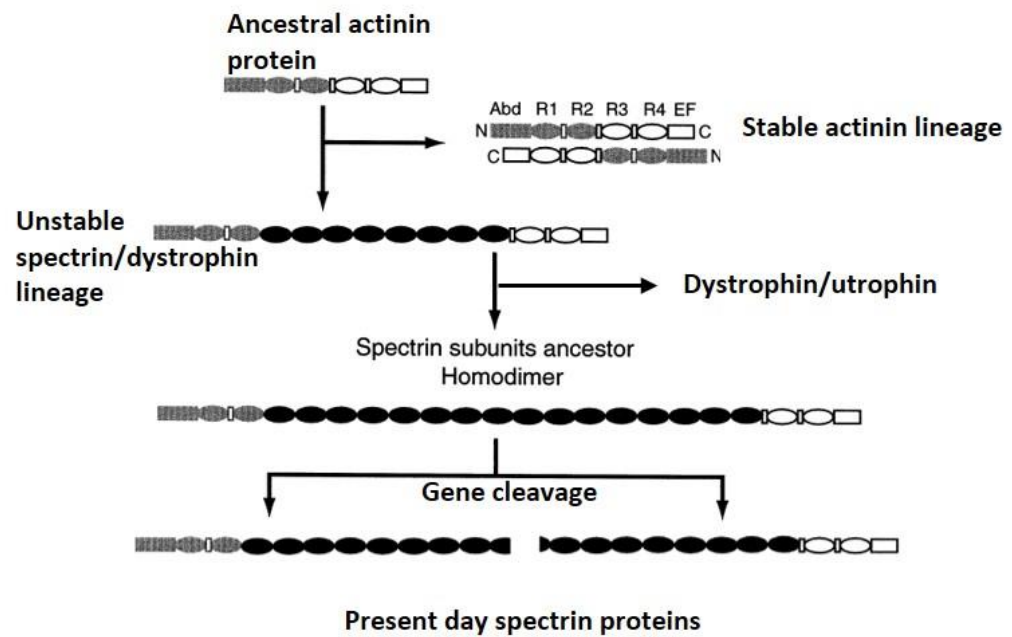 Ancestral actinin
protein
Abd R1 R2 R3 R4 EF
N C
C N
Stable actinin lineage
Unstable
spectrin/dystrophin
lineage
Dystrophin/utrophin
Spectrin subunits ancestor
Homodimer
Gene cleavage
Present day spectrin proteins